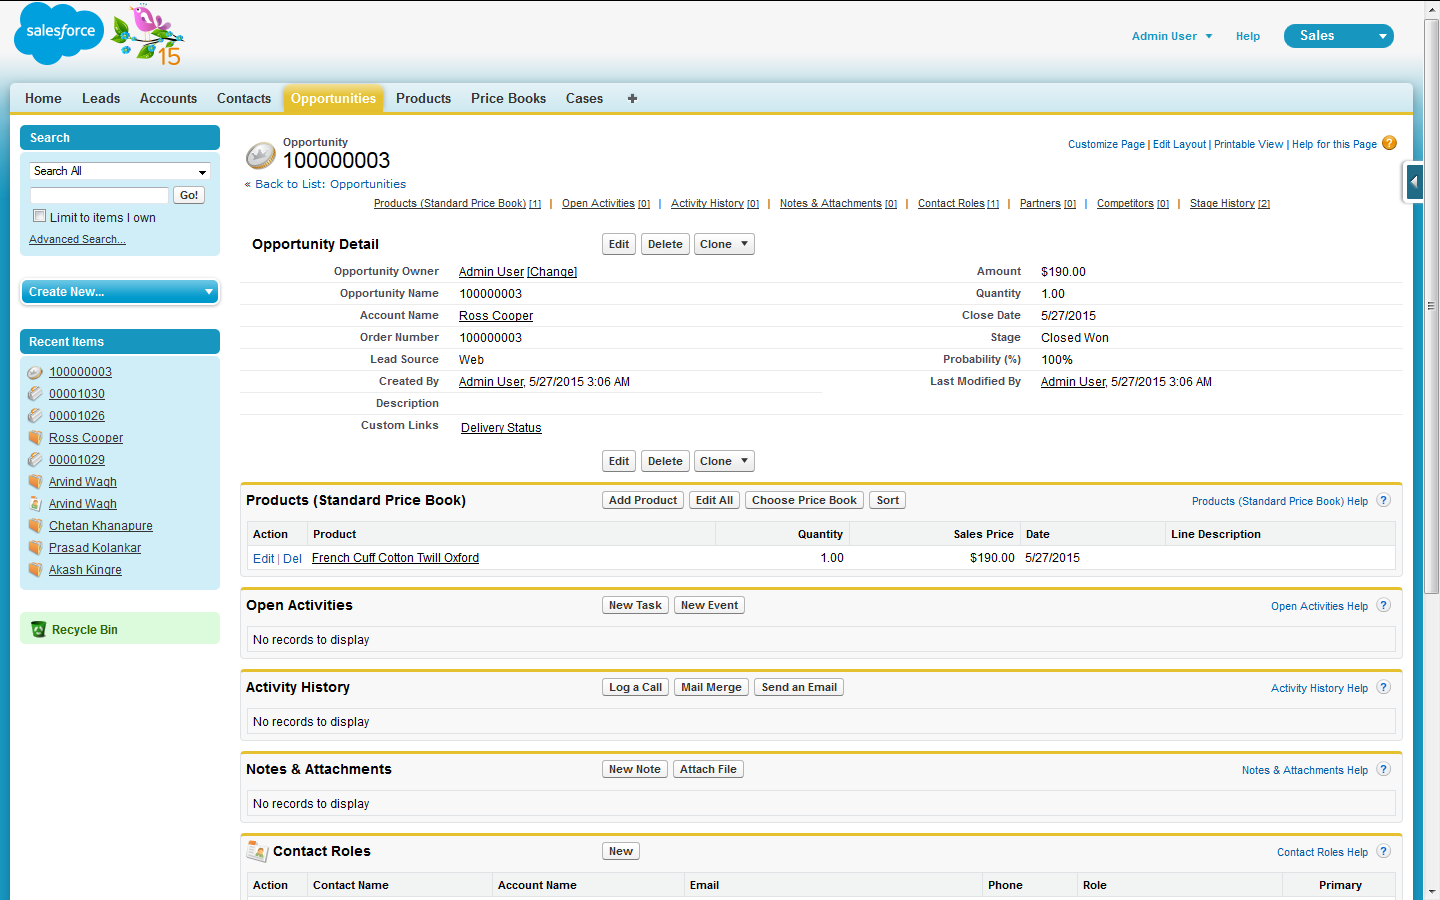 salesforce
15
Admin User
Help
Sales
Home Leads Accounts Contacts Opportunities Products Price Books Cases +
Search
Search All
Go!
Limit to items I own
Advanced Search...
Create New...
Recent Items
100000003
00001030
00001026
Ross Cooper
00001029
Arvind Wagh
Arvind Wagh
Chetan Khanapure
Prasad Kolankar
Akash Kingre
Recycle Bin
Opportunity
100000003
Customize Page | Edit Layout | Printable View | Help for this Page ?
« Back to List: Opportunities
Products (Standard Price Book) [1] | Open Activities [0] | Activity History [0] | Notes & Attachments [0] | Contact Roles [1] | Partners [0] | Competitors [0] | Stage History [2]
Opportunity Detail Edit Delete Clone
Opportunity Owner Admin User [Change] Amount $190.00
Opportunity Name 100000003 Quantity 1.00
Account Name Ross Cooper Close Date 5/27/2015
Order Number 100000003 Stage Closed Won
Lead Source Web Probability (%) 100%
Created By Admin User, 5/27/2015 3:06 AM Last Modified By Admin User, 5/27/2015 3:06 AM
Description
Custom Links Delivery Status
Edit Delete Clone
Products (Standard Price Book) Add Product Edit All Choose Price Book Sort Products (Standard Price Book) Help ?
Action Product Quantity Sales Price Date Line Description
Edit | Del French Cuff Cotton Twill Oxford 1.00 $190.00 5/27/2015
Open Activities New Task New Event Open Activities Help ?
No records to display
Activity History Log a Call Mail Merge Send an Email Activity History Help ?
No records to display
Notes & Attachments New Note Attach File Notes & Attachments Help ?
No records to display
Contact Roles New Contact Roles Help ?
Action Contact Name Account Name Email Phone Role Primary